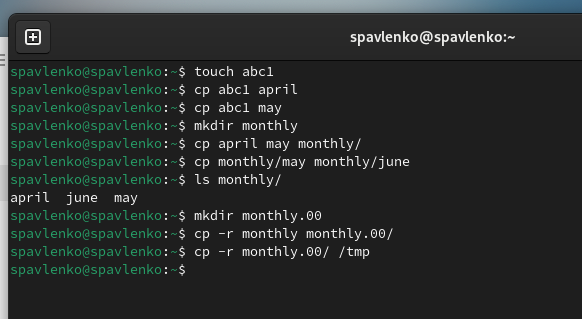 spavlenko@spavlenko:~
spavlenko@spavlenko:~$ touch abc1
spavlenko@spavlenko:~$ cp abc1 april
spavlenko@spavlenko:~$ cp abc1 may
spavlenko@spavlenko:~$ mkdir monthly
spavlenko@spavlenko:~$ cp april may monthly/
spavlenko@spavlenko:~$ cp monthly/may monthly/june
spavlenko@spavlenko:~$ ls monthly/
april  june  may
spavlenko@spavlenko:~$ mkdir monthly.00
spavlenko@spavlenko:~$ cp -r monthly monthly.00/
spavlenko@spavlenko:~$ cp -r monthly.00/ /tmp
spavlenko@spavlenko:~$